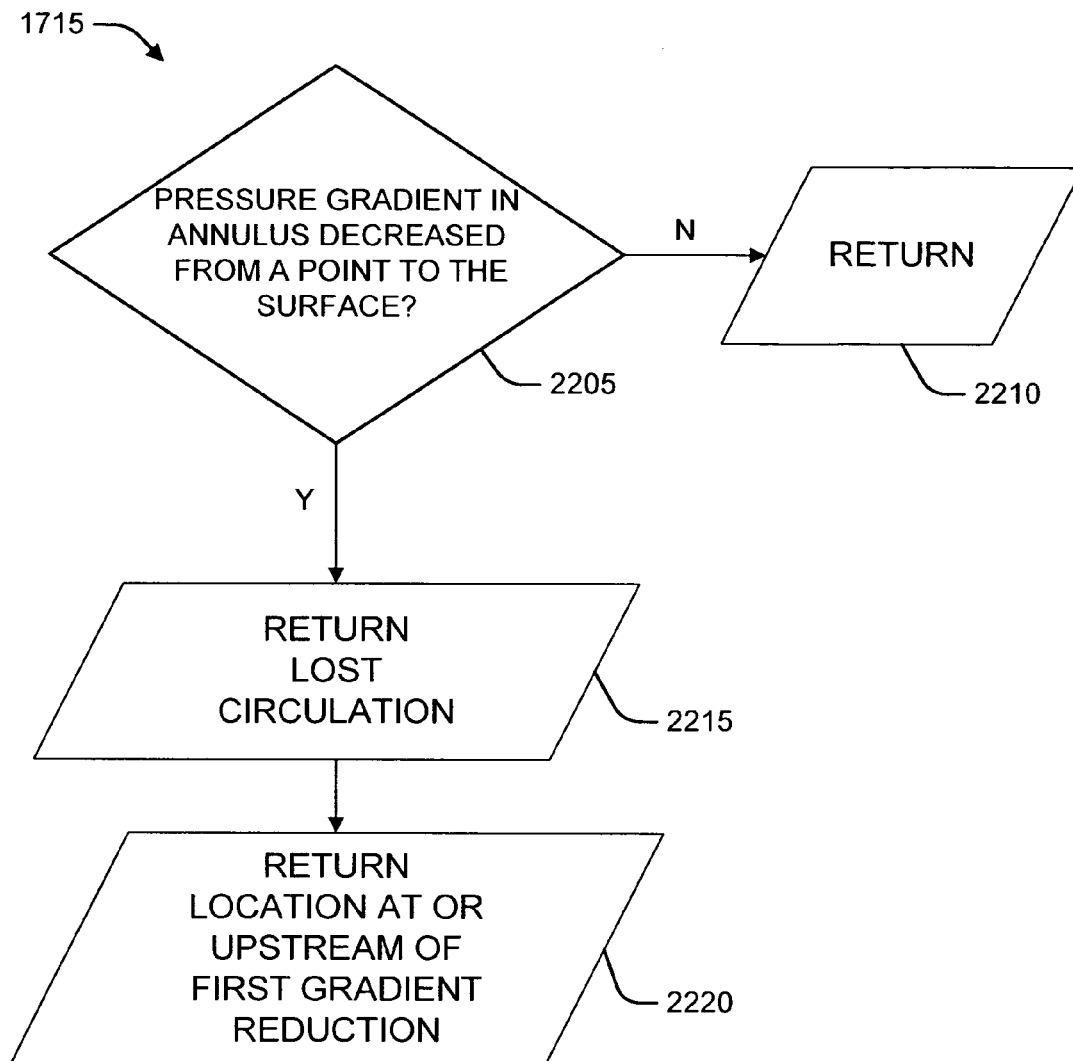 1715
PRESSURE GRADIENT IN
ANNULUS DECREASED
FROM A POINT TO THE
SURFACE?
N
RETURN
2205
2210
Y
RETURN
LOST
CIRCULATION
2215
RETURN
LOCATION AT OR
UPSTREAM OF
FIRST GRADIENT
REDUCTION
2220